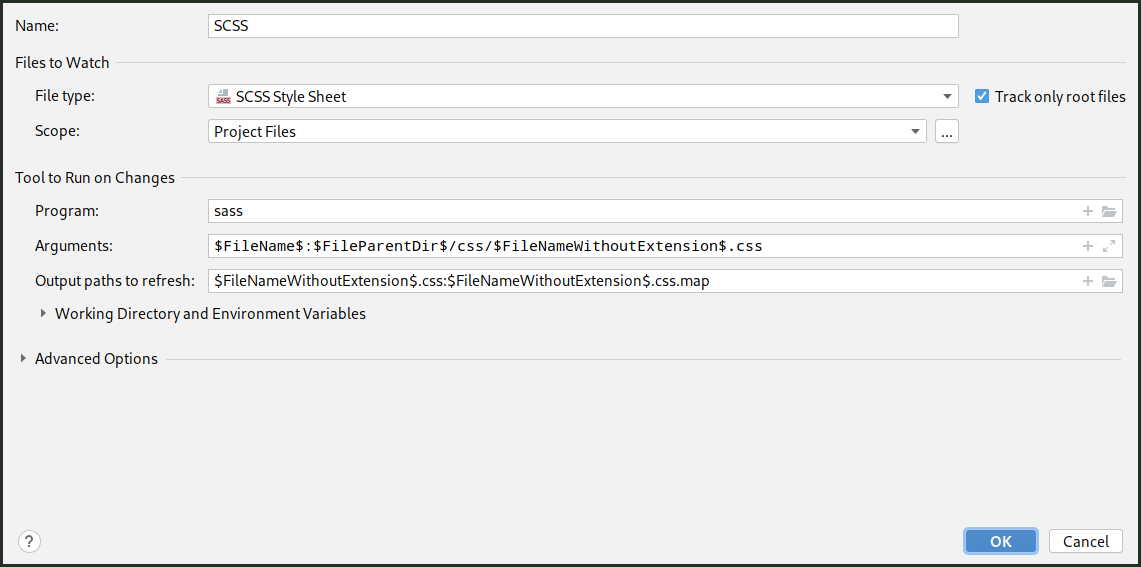 Name: SCSS
Files to Watch
File type: SASS SCSS Style Sheet Track only root files
Scope: Project Files ...
Tool to Run on Changes
Program: sass
Arguments: $FileName$:$FileParentDir$/css/$FileNameWithoutExtension$.css
Output paths to refresh: $FileNameWithoutExtension$.css:$FileNameWithoutExtension$.css.map
Working Directory and Environment Variables
Advanced Options
? OK Cancel